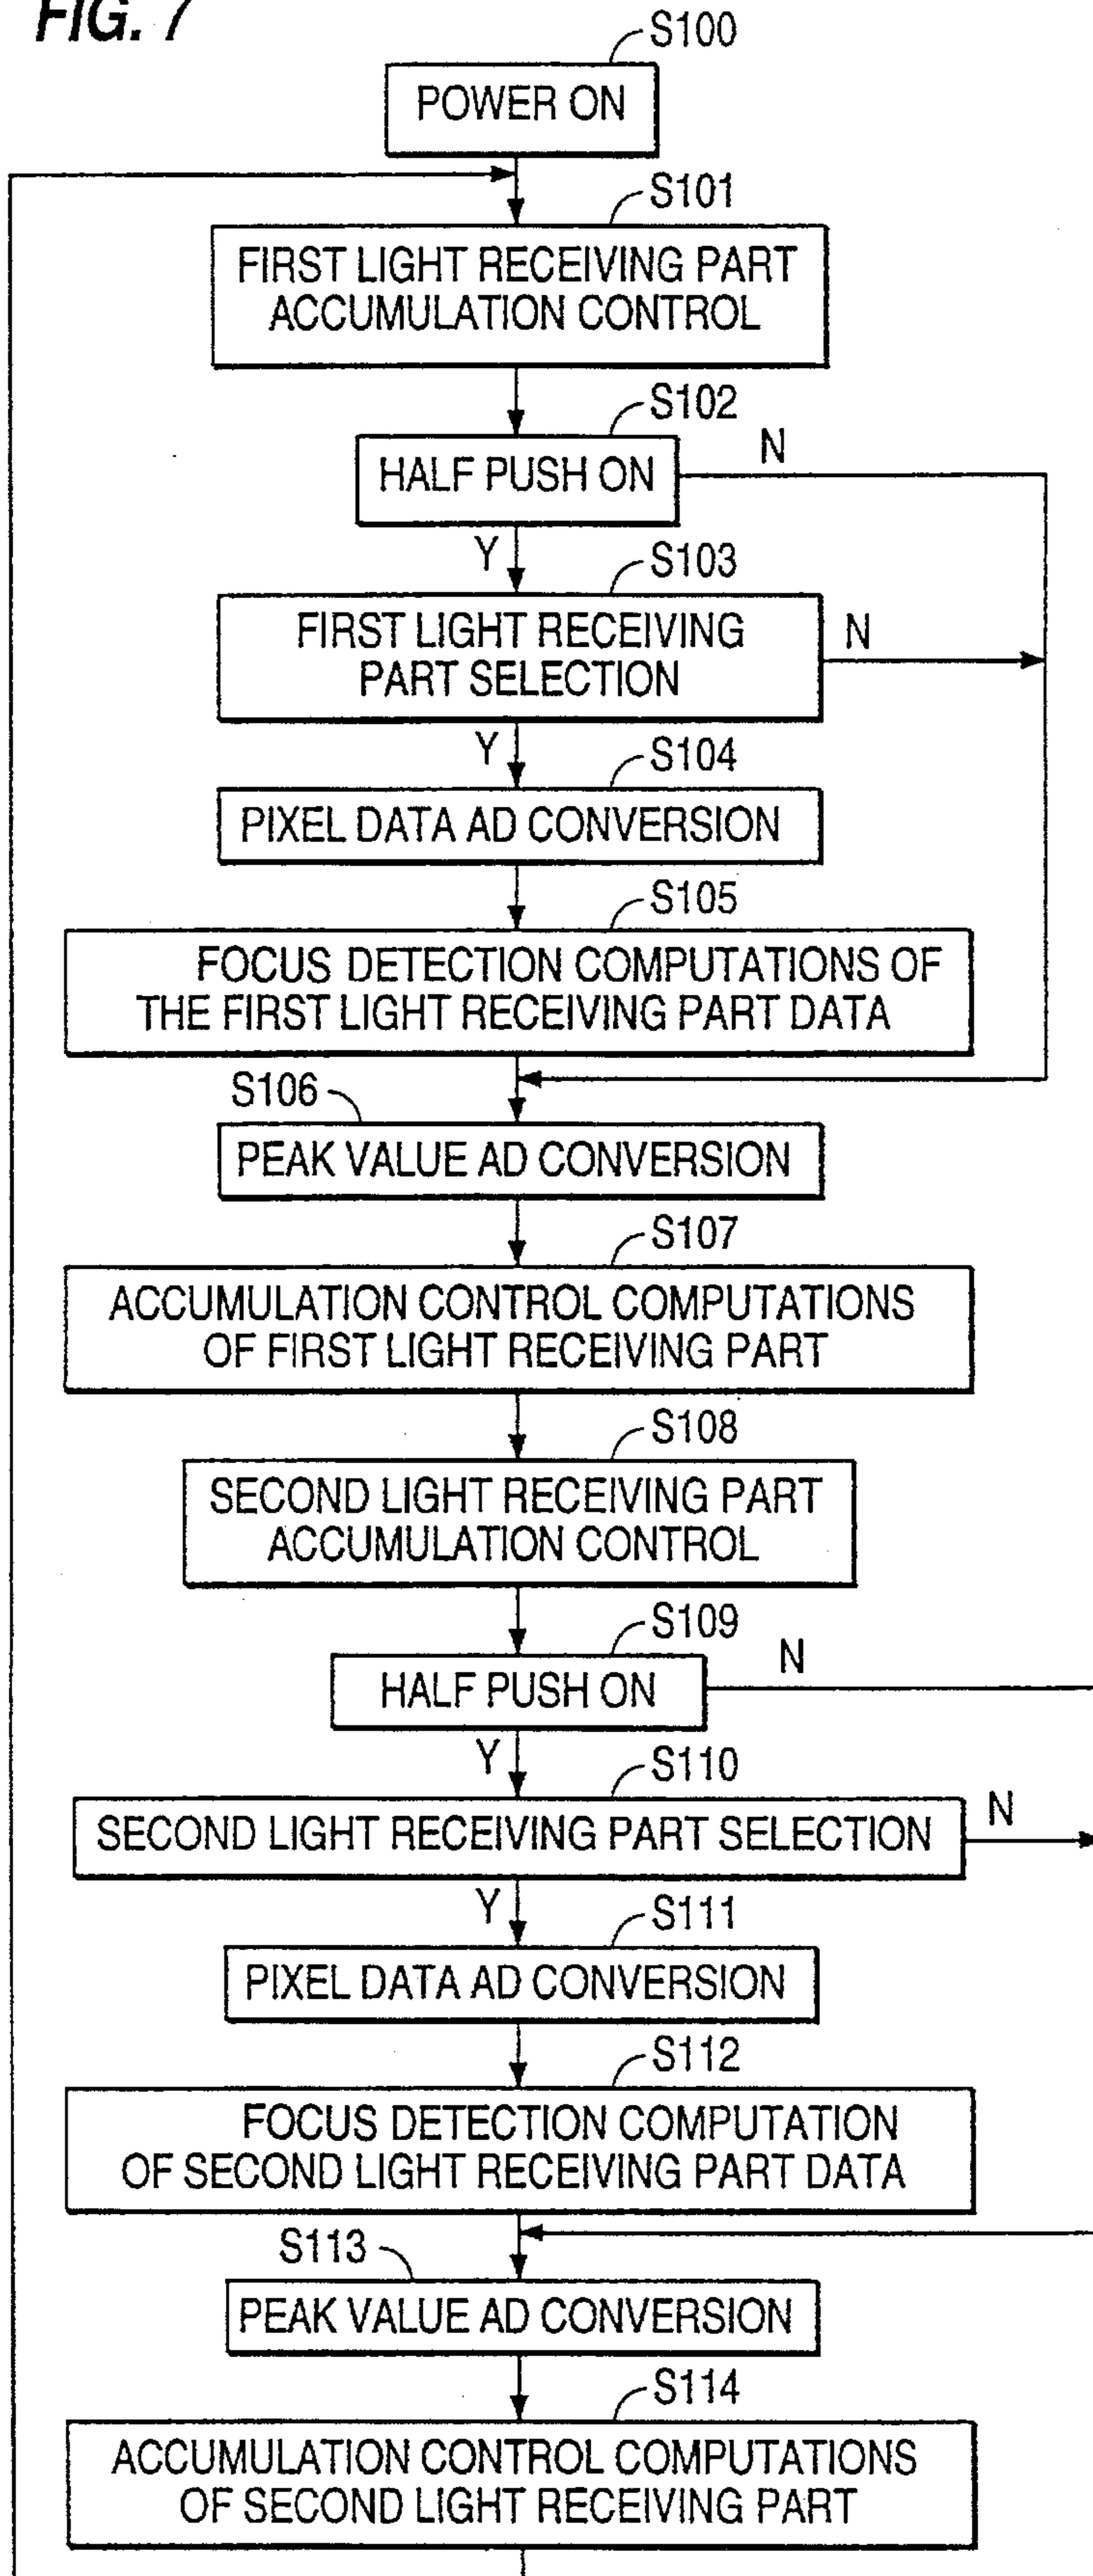 FIG. 7
S100
POWER ON
S101
FIRST LIGHT RECEIVING PART
ACCUMULATION CONTROL
S102
HALF PUSH ON
N
Y
S103
FIRST LIGHT RECEIVING
PART SELECTION
N
Y
S104
PIXEL DATA AD CONVERSION
S105
FOCUS DETECTION COMPUTATIONS OF
THE FIRST LIGHT RECEIVING PART DATA
S106
PEAK VALUE AD CONVERSION
S107
ACCUMULATION CONTROL COMPUTATIONS
OF FIRST LIGHT RECEIVING PART
S108
SECOND LIGHT RECEIVING PART
ACCUMULATION CONTROL
S109
HALF PUSH ON
N
Y
S110
SECOND LIGHT RECEIVING PART SELECTION
N
Y
S111
PIXEL DATA AD CONVERSION
S112
FOCUS DETECTION COMPUTATION
OF SECOND LIGHT RECEIVING PART DATA
S113
PEAK VALUE AD CONVERSION
S114
ACCUMULATION CONTROL COMPUTATIONS
OF SECOND LIGHT RECEIVING PART